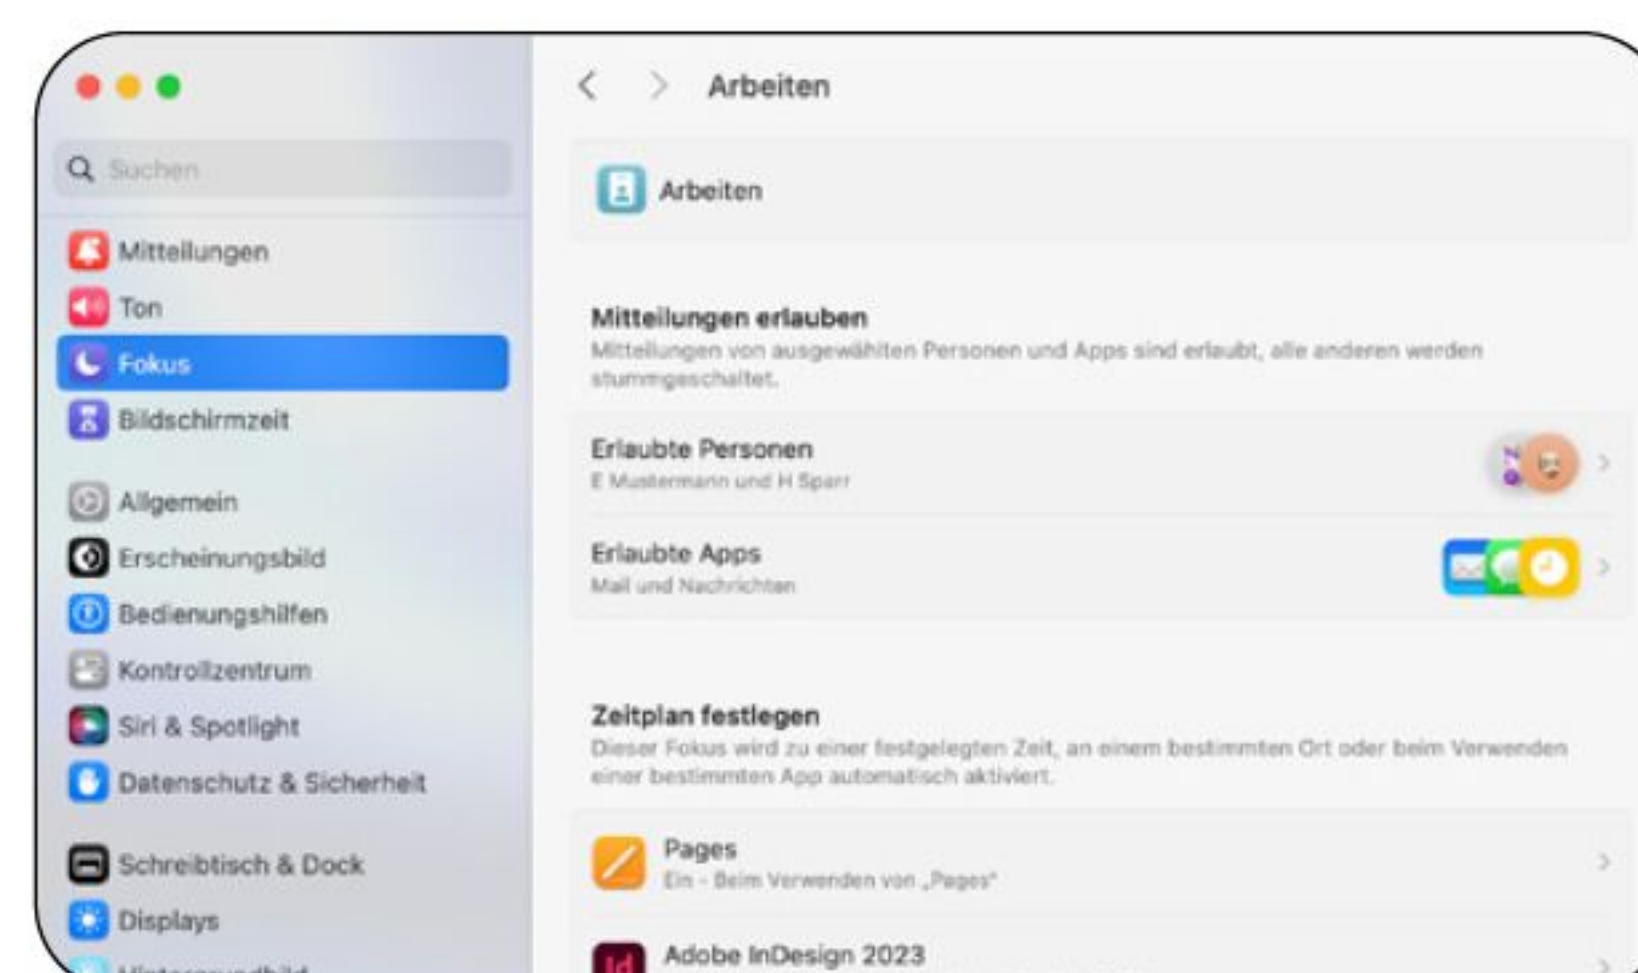 Suchen
Mitteilungen
Ton
Fokus
Bildschirmzeit
Allgemein
Erscheinungsbild
Bedienungshilfen
Kontrollzentrum
Siri & Spotlight
Datenschutz & Sicherheit
Schreibtisch & Dock
Displays
Arbeiten
Arbeiten
Mitteilungen erlauben
Mitteilungen von ausgewählten Personen und Apps sind erlaubt, alle anderen werden
stummgeschaltet.
Erlaubte Personen
E Mustermann und H Sparr
Erlaubte Apps
Mail und Nachrichten
Zeitplan festlegen
Dieser Fokus wird zu einer festgelegten Zeit, an einem bestimmten Ort oder beim Verwenden
einer bestimmten App automatisch aktiviert.
Pages
Ein - Beim Verwenden von „Pages“
Id
Adobe InDesign 2023